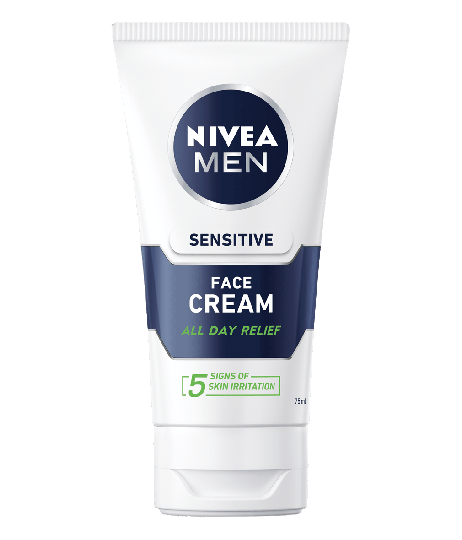 NIVEA
MEN
SENSITIVE
FACE
CREAM
ALL DAY RELIEF
5 SIGNS OF
SKIN IRRITATION
75ml